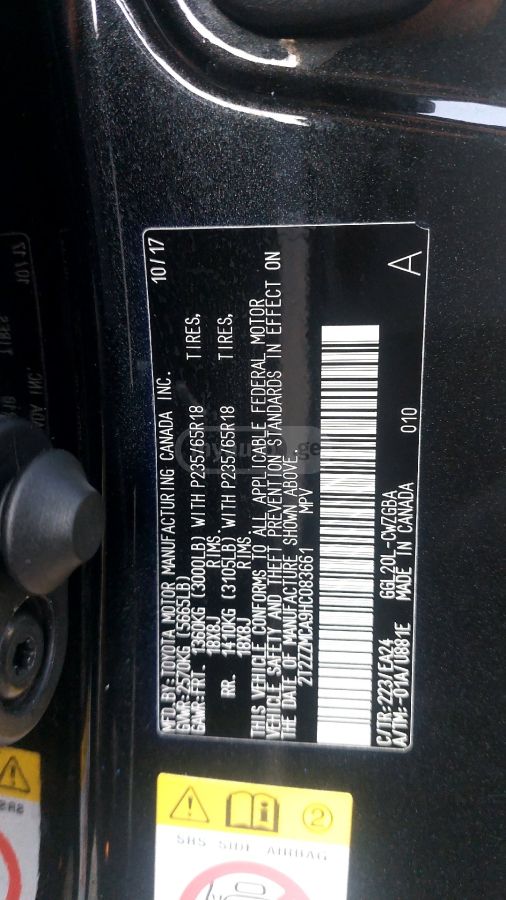 MFD.BY:TOYOTA MOTOR MANUFACTURING CANADA INC. 10/17
GVWR:2570KG (5665LB)
GAWR:FRT. 1360KG (3000LB) WITH P235/65R18 TIRES,
18X8J RIMS.
RR. 1410KG (3105LB) WITH P235/65R18 TIRES,
18X8J RIMS.
THIS VEHICLE CONFORMS TO ALL APPLICABLE FEDERAL MOTOR
VEHICLE SAFETY AND THEFT PREVENTION STANDARDS IN EFFECT ON
THE DATE OF MANUFACTURE SHOWN ABOVE.
2T2ZZMCA9HC083661 MPV
C/TR:223/EA24 GGL20L-CWZGBA 010 A
A/TM:-01A/U881E MADE IN CANADA
2
SRS SIDE AIRBAG